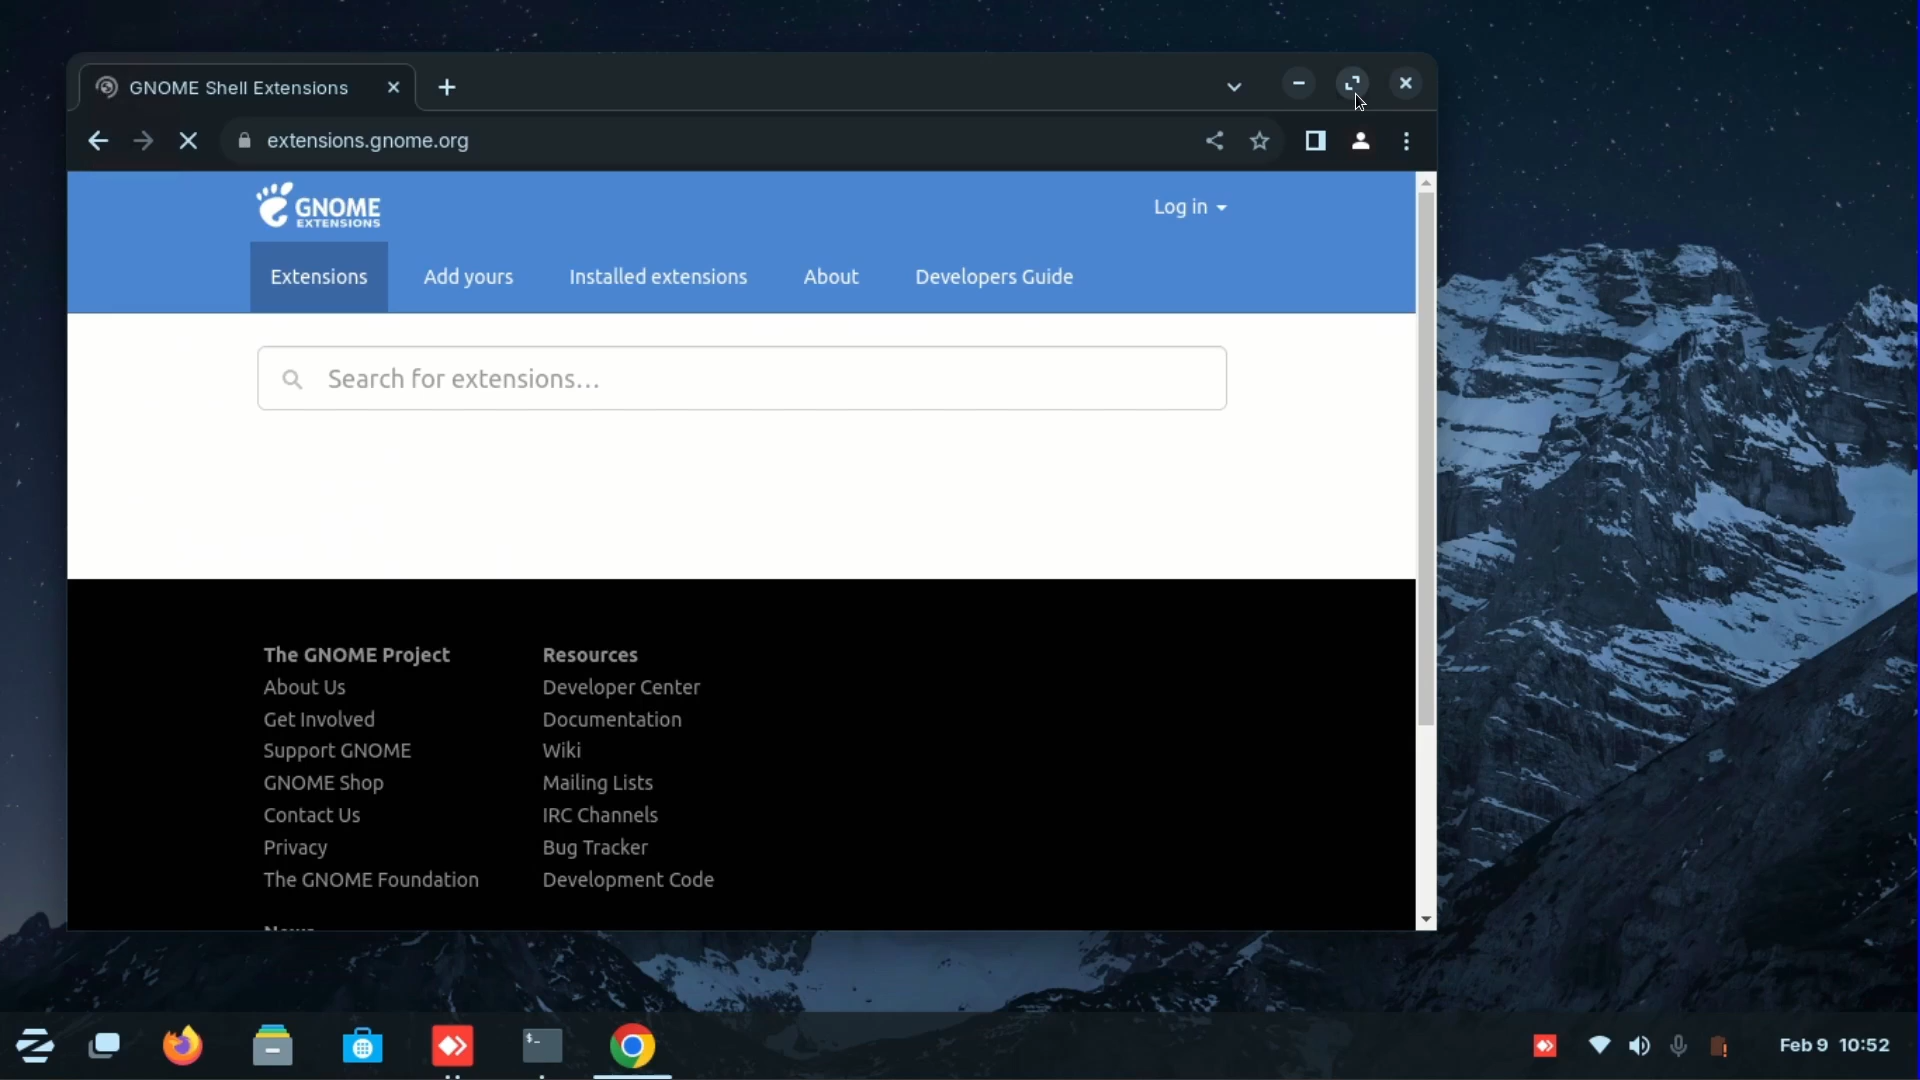 GNOME Shell Extensions
extensions.gnome.org
GNOME
EXTENSIONS
Log in
Extensions
Add yours
Installed extensions
About
Developers Guide
Search for extensions…
The GNOME Project
About Us
Get Involved
Support GNOME
GNOME Shop
Contact Us
Privacy
The GNOME Foundation
Resources
Developer Center
Documentation
Wiki
Mailing Lists
IRC Channels
Bug Tracker
Development Code
$_
Feb 9 10:52